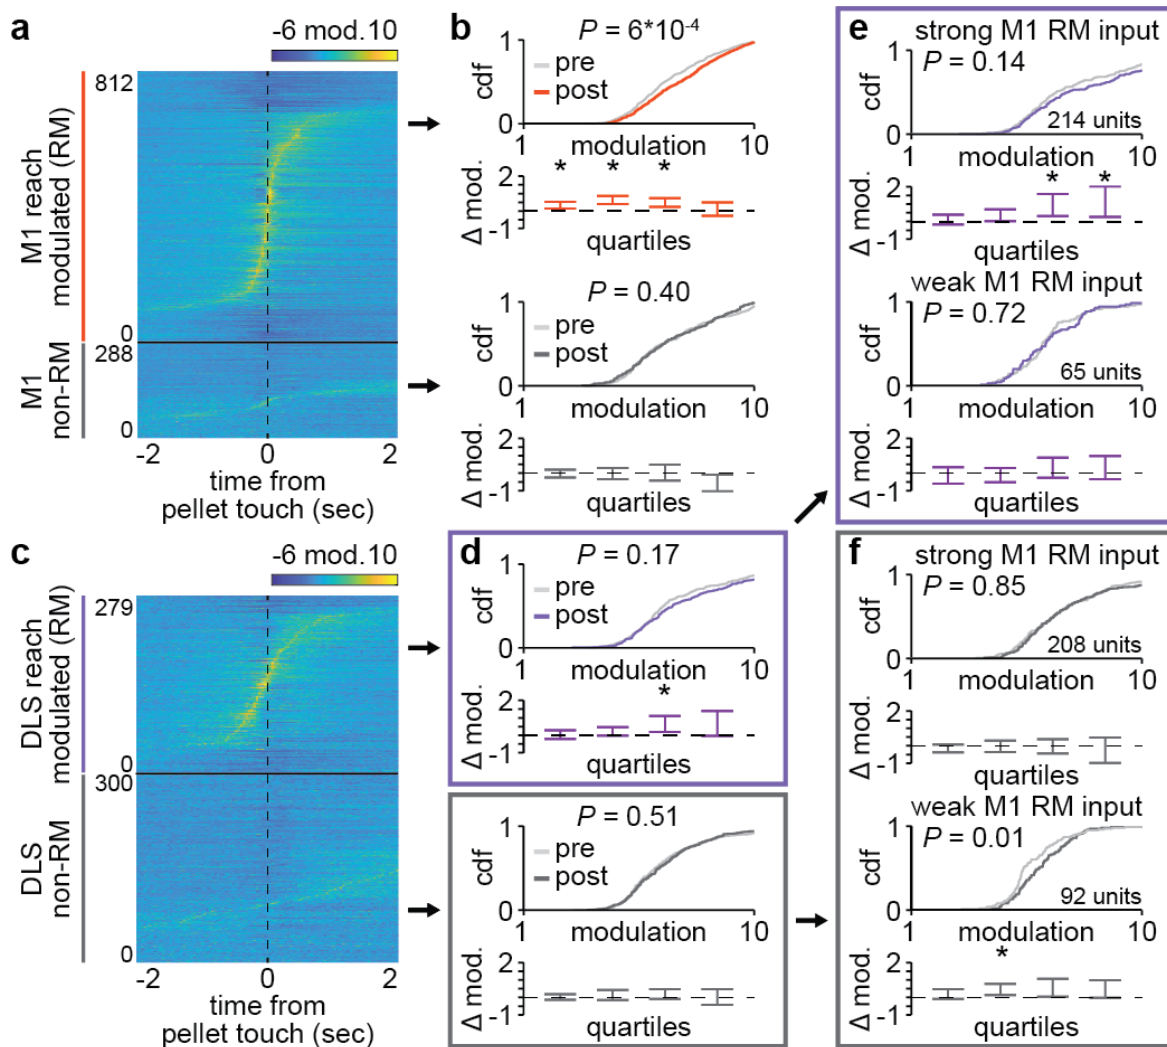 a
-6 mod.10
812
M1 reach
modulated (RM)
0
288
M1
non-RM
0
-2
0
2
time from
pellet touch (sec)
b
P = 6*10-4
pre
post
cdf
1
0
1
10
modulation
* * *
Δ mod.
2
-1
quartiles
P = 0.40
pre
post
cdf
1
0
1
10
modulation
Δ mod.
2
-1
quartiles
c
-6 mod.10
279
DLS reach
modulated (RM)
0
300
DLS
non-RM
0
-2
0
2
time from
pellet touch (sec)
d
P = 0.17
pre
post
cdf
1
0
1
10
modulation
*
Δ mod.
2
-1
quartiles
P = 0.51
pre
post
cdf
1
0
1
10
modulation
Δ mod.
2
-1
quartiles
e
strong M1 RM input
P = 0.14
cdf
1
0
214 units
1
10
modulation
* *
Δ mod.
2
-1
quartiles
weak M1 RM input
P = 0.72
cdf
1
0
65 units
1
10
modulation
Δ mod.
2
-1
quartiles
f
strong M1 RM input
P = 0.85
cdf
1
0
208 units
1
10
modulation
Δ mod.
2
-1
quartiles
weak M1 RM input
P = 0.01
cdf
1
0
92 units
1
10
modulation
*
Δ mod.
2
-1
quartiles